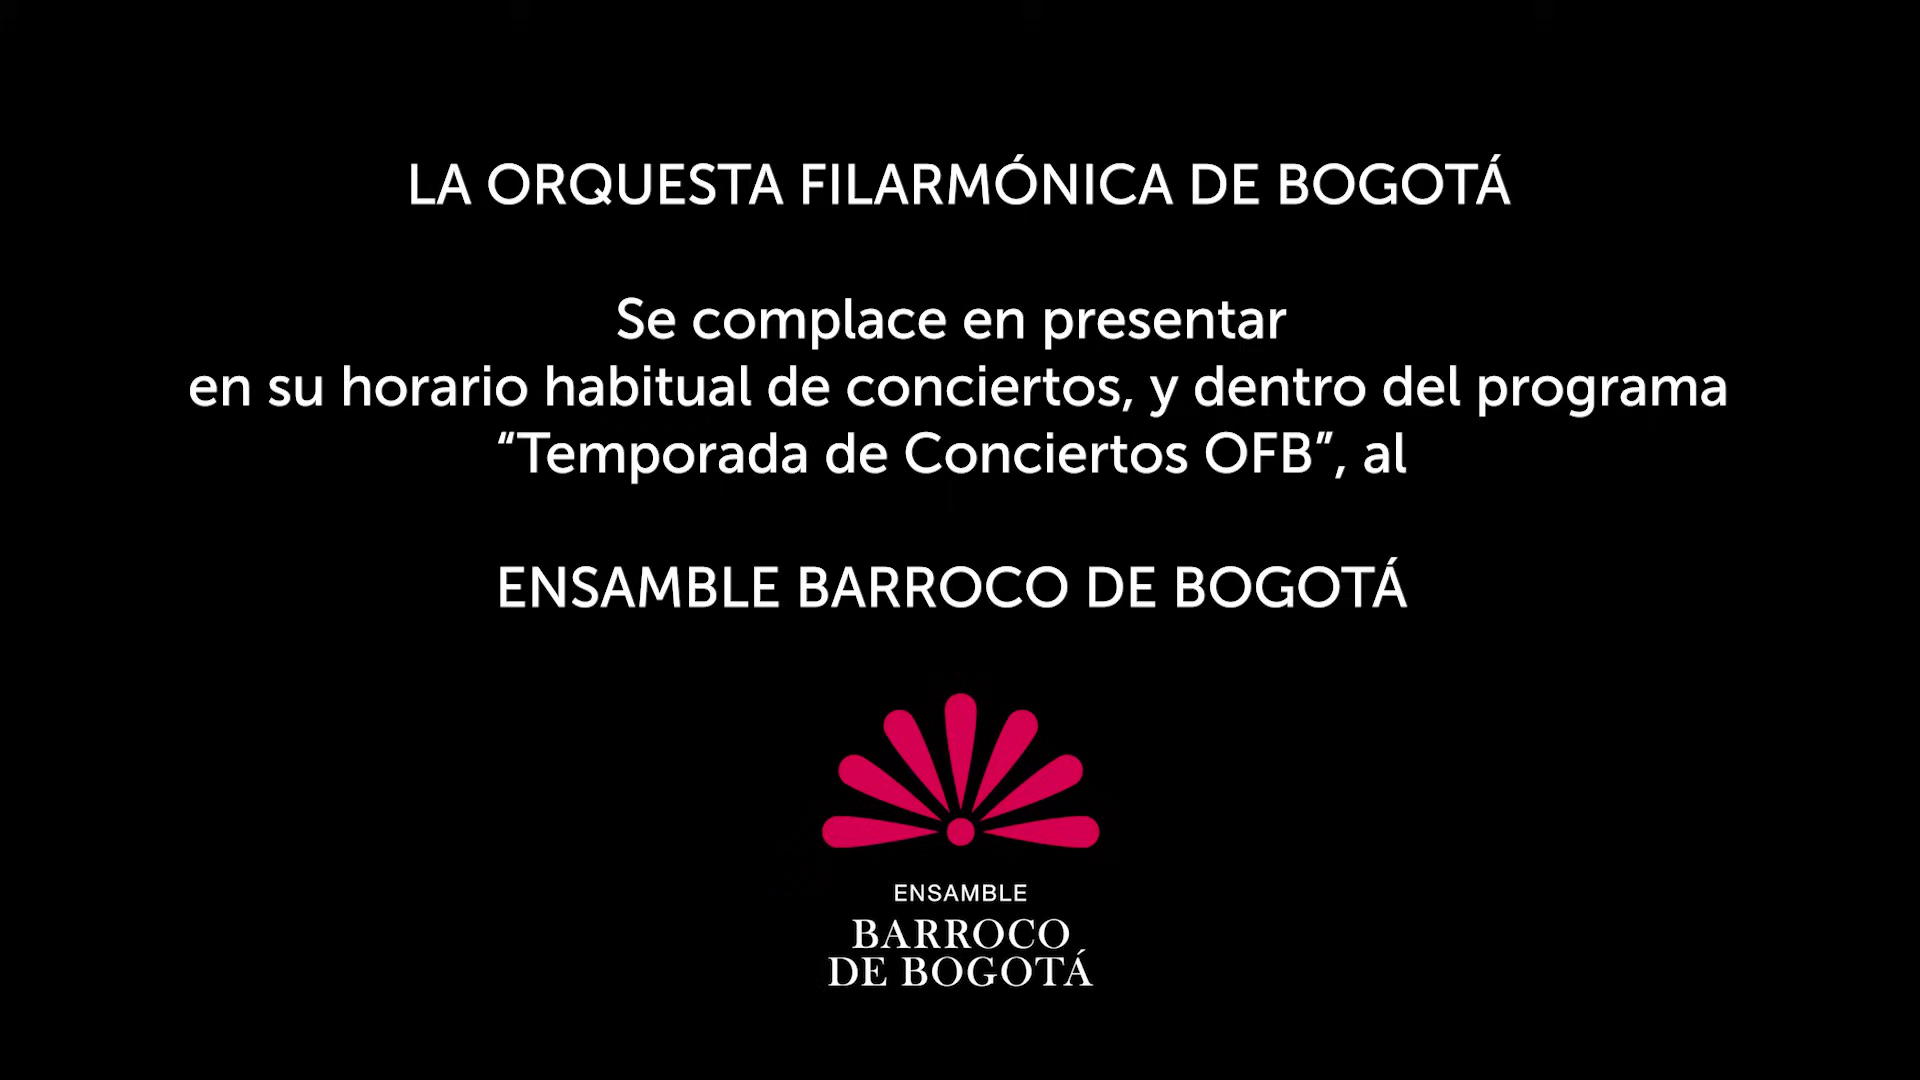 LA ORQUESTA FILARMÓNICA DE BOGOTÁ
Se complace en presentar
en su horario habitual de conciertos, y dentro del programa
“Temporada de Conciertos OFB”, al
ENSAMBLE BARROCO DE BOGOTÁ
ENSAMBLE
BARROCO
DE BOGOTÁ